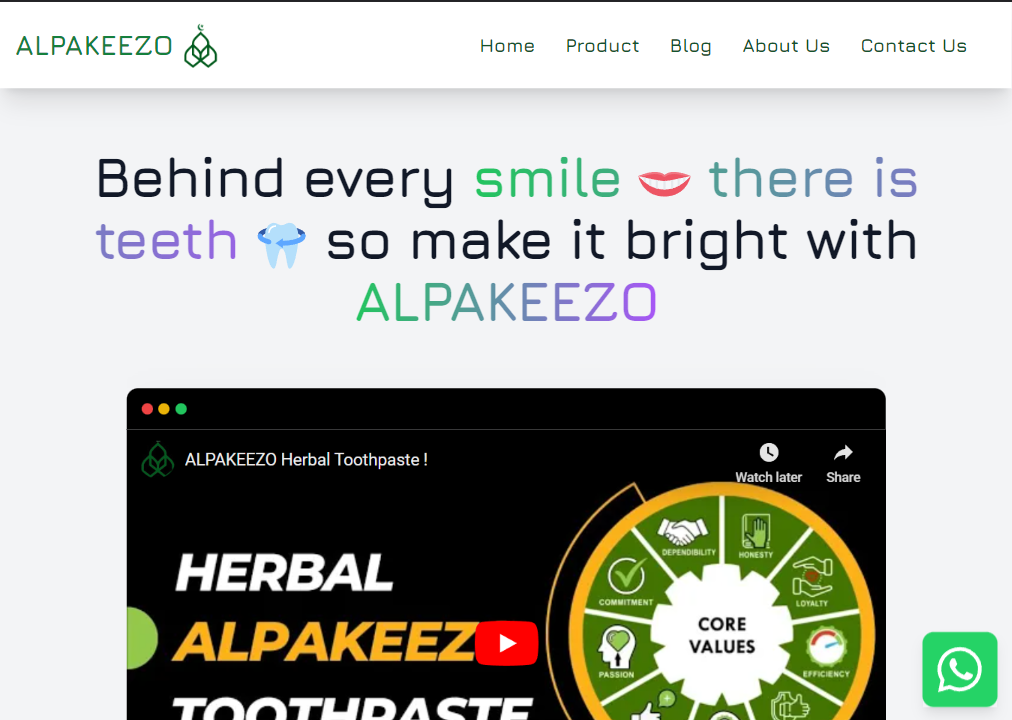 ALPAKEEZO
Home Product Blog About Us Contact Us
Behind every smile there is
teeth so make it bright with
ALPAKEEZO
ALPAKEEZO Herbal Toothpaste !
Watch later Share
HERBAL
ALPAKEEZ
TOOTHPASTE
DEPENDIBILITY
HONESTY
COMMITMENT
LOYALTY
CORE
VALUES
PASSION
EFFICIENCY